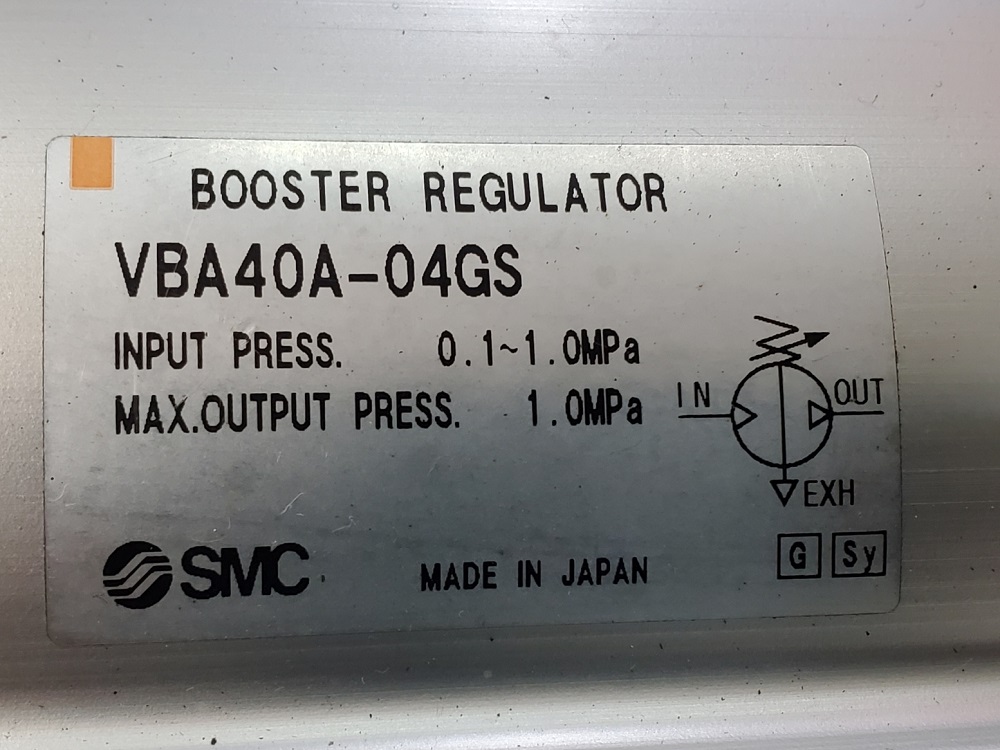 BOOSTER REGULATOR
VBA40A-04GS
INPUT PRESS. 0.1~1.0MPa
MAX.OUTPUT PRESS. 1.0MPa
IN OUT
EXH
SMC MADE IN JAPAN G Sy